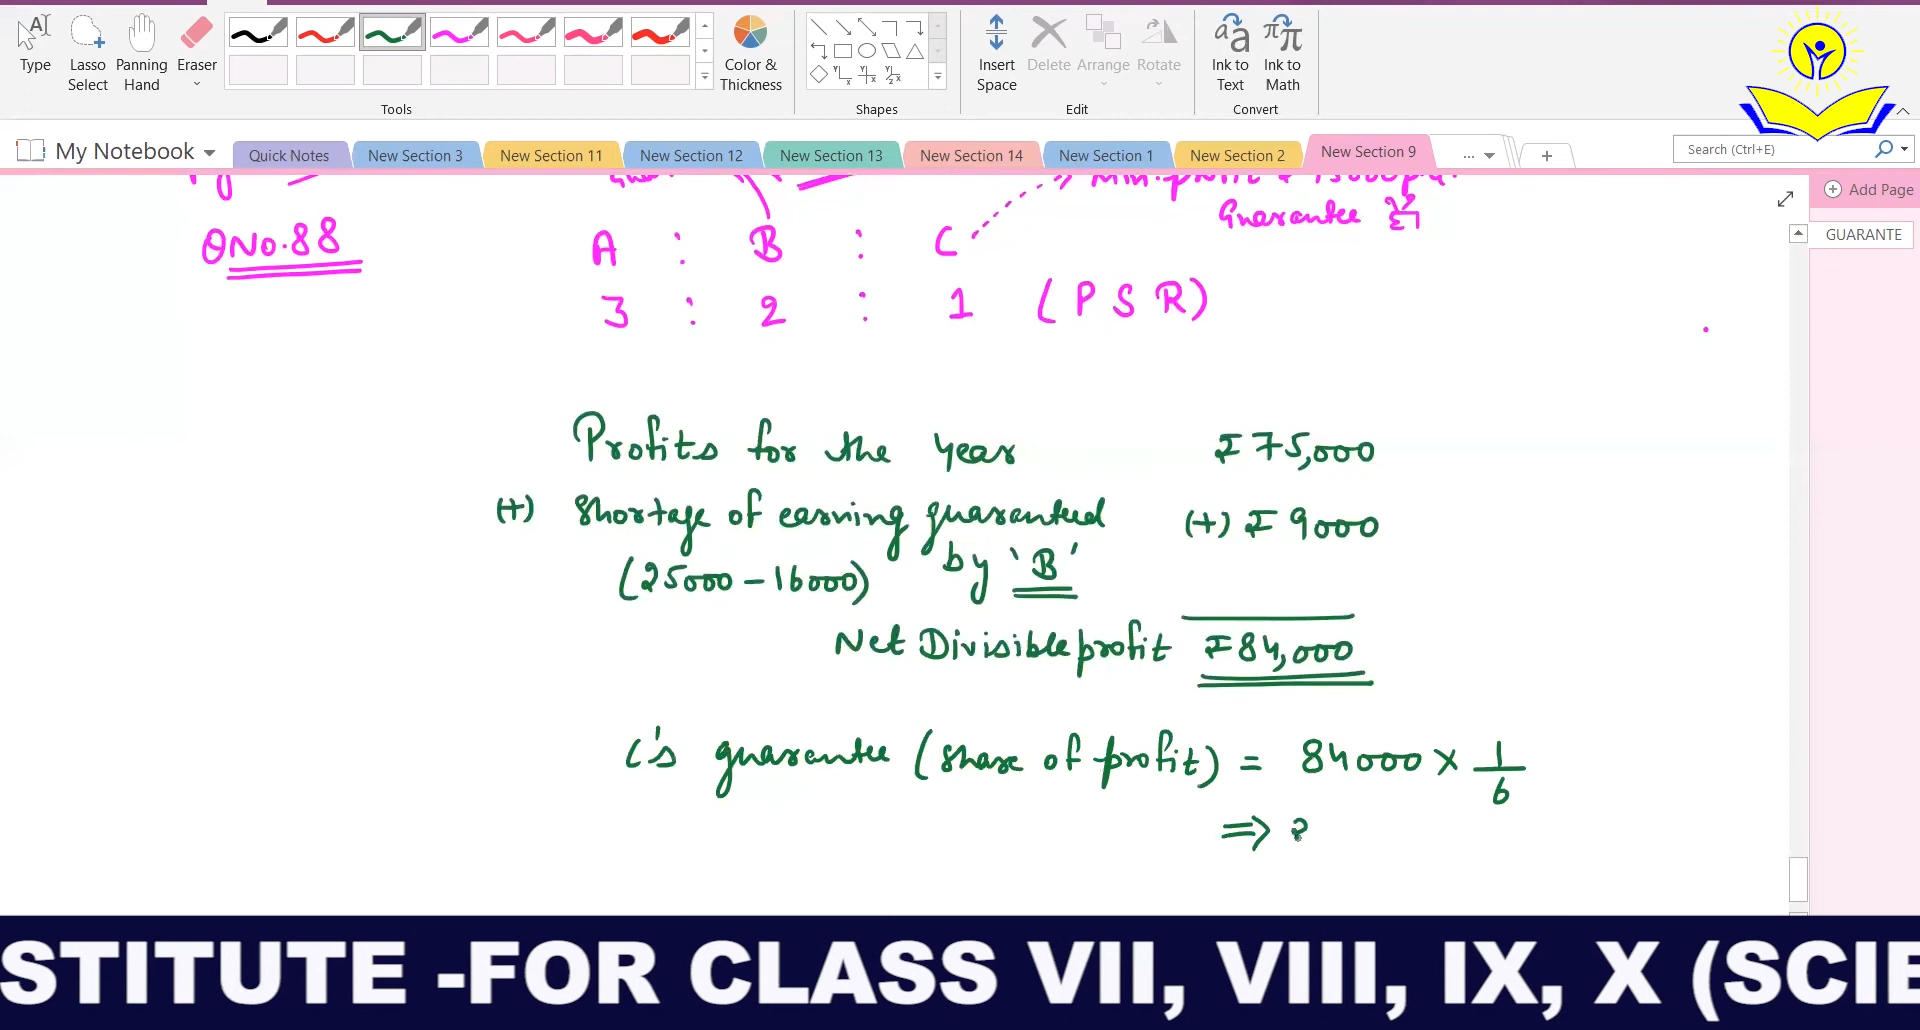 Type
Lasso Select
Panning Hand
Eraser
Color & Thickness
Insert Space
Delete
Arrange
Rotate
Ink to Text
Ink to Math
Tools
Shapes
Edit
Convert
My Notebook
Quick Notes
New Section 3
New Section 11
New Section 12
New Section 13
New Section 14
New Section 1
New Section 2
New Section 9
...
Search (Ctrl+E)
Add Page
GUARANTE
Guarantee
QNo.88
A : B : C
3 : 2 : 1 (PSR)
Profits for the year ₹75,000
(+) Shortage of earning guaranteed (+) ₹9000
(25000-16000) by 'B'
Net Divisible profit ₹84,000
C's guarantee (share of profit) = 84000 × 1/6
⇒
STITUTE -FOR CLASS VII, VIII, IX, X (SCIE